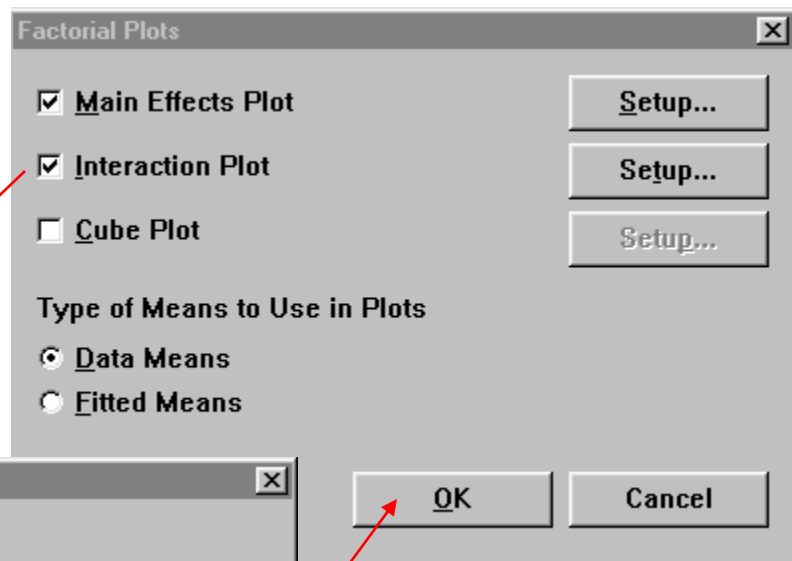 Factorial Plots
Main Effects Plot
Setup...
Interaction Plot
Setup...
Cube Plot
Setup...
Type of Means to Use in Plots
Data Means
Fitted Means
OK
Cancel